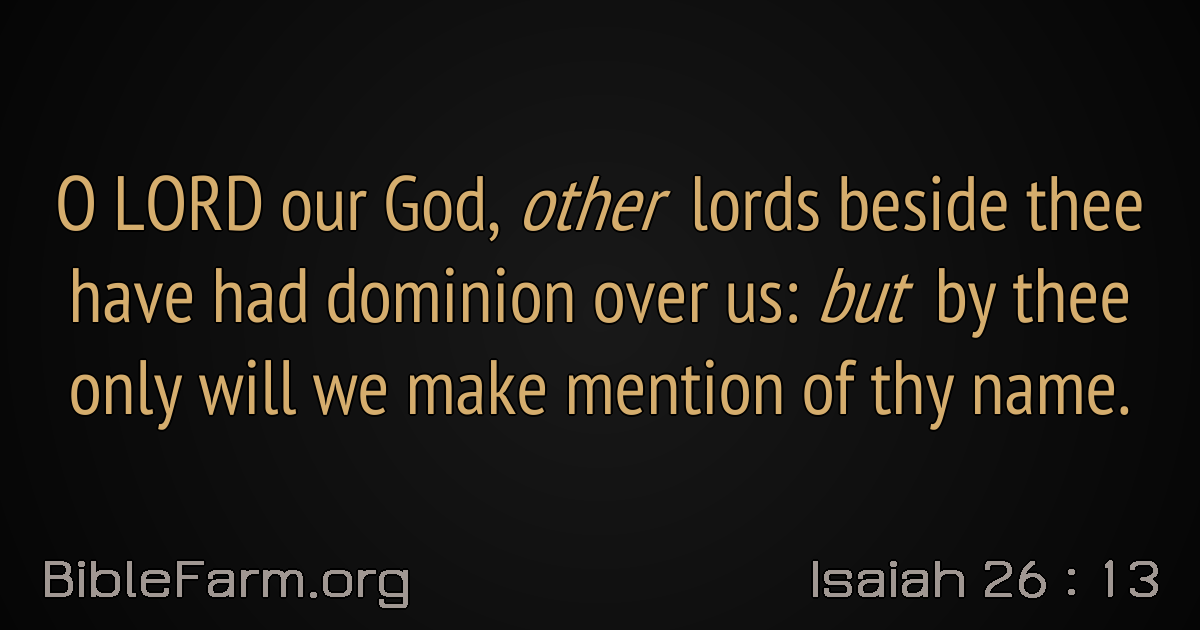 O LORD our God, other lords beside thee
have had dominion over us: but by thee
only will we make mention of thy name.
BibleFarm.org
Isaiah 26 : 13